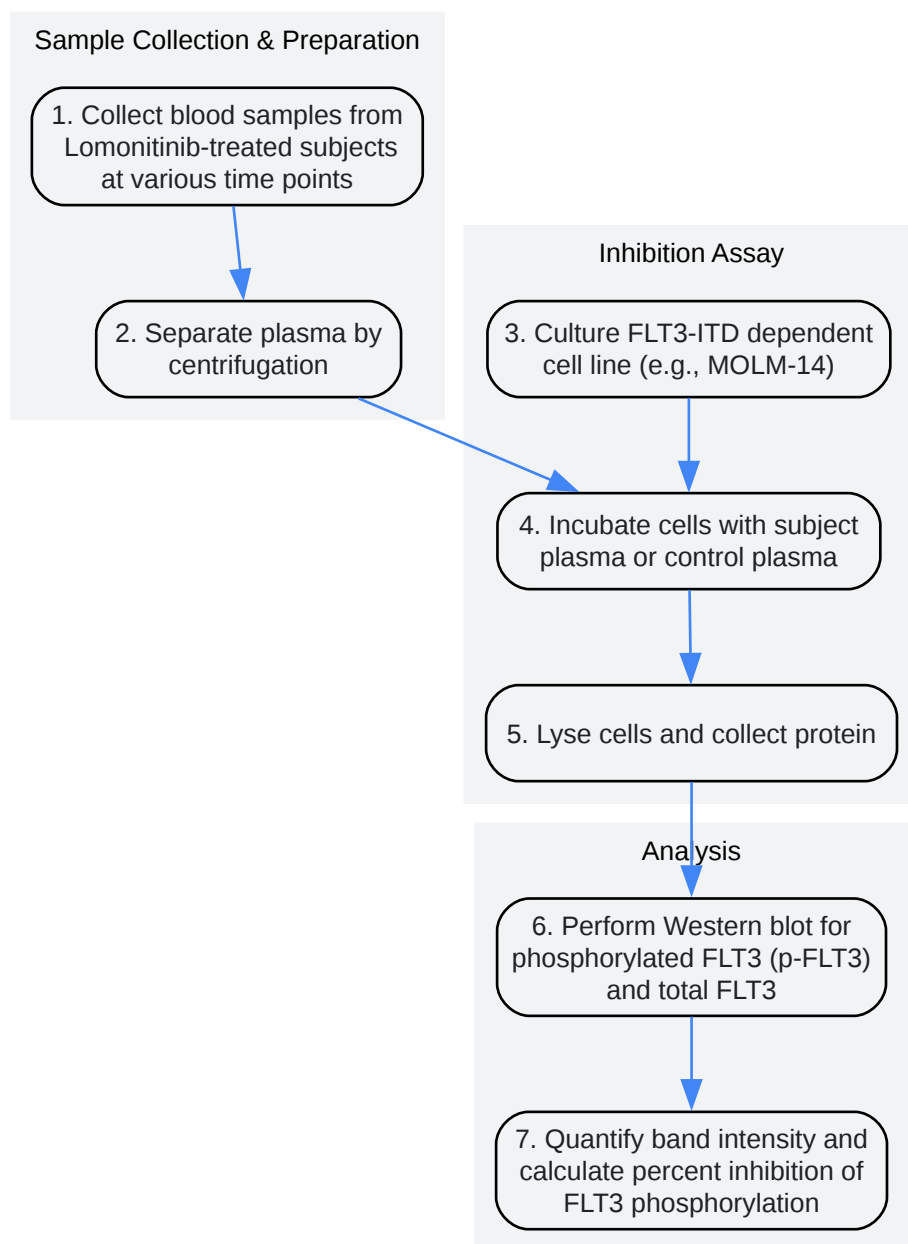 Sample Collection & Preparation
1. Collect blood samples from
Lomonitinib-treated subjects
at various time points
2. Separate plasma by
centrifugation
Inhibition Assay
3. Culture FLT3-ITD dependent
cell line (e.g., MOLM-14)
4. Incubate cells with subject
plasma or control plasma
5. Lyse cells and collect protein
Analysis
6. Perform Western blot for
phosphorylated FLT3 (p-FLT3)
and total FLT3
7. Quantify band intensity and
calculate percent inhibition of
FLT3 phosphorylation